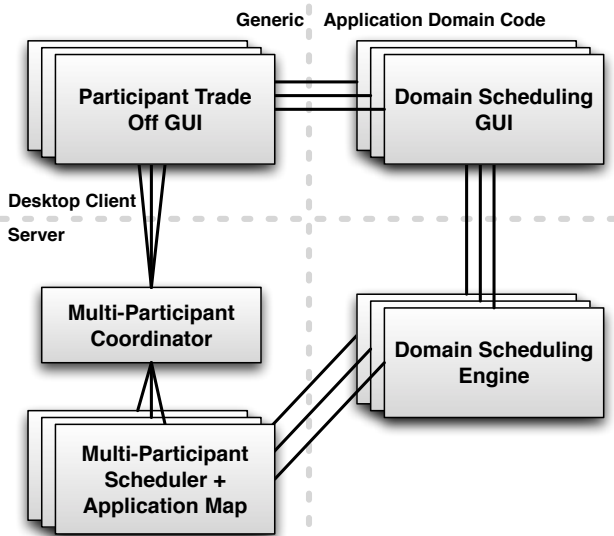 Generic
Application Domain Code
Participant Trade
Off GUI
Domain Scheduling
GUI
Desktop Client
Server
Multi-Participant
Coordinator
Domain Scheduling
Engine
Multi-Participant
Scheduler +
Application Map